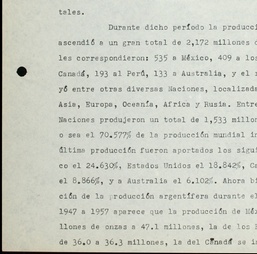 tales.
Durante dicho período la producci
ascendió a un gran total de 2,172 millones
les correspondieron: 535 a México, 409 a los
Canadá, 193 al Perú, 133 a Australia, y el
yó entre otras diversas Naciones, localizada
Asia, Europa, Oceanía, Africa y Rusia. Entre
Naciones produjeron un total de 1,533 millon
o sea el 70.577% de la producción mundial in
última producción fueron aportados los sigui
co el 24.630%, Estados Unidos el 18.842%, Ca
el 8.866%, y a Australia el 6.102%. Ahora bi
ción de la producción argentífera durante el
1947 a 1957 aparece que la producción de Méx
llones de onzas a 47.1 millones, la de los
de 36.0 a 36.3 millones, la del Canadá se